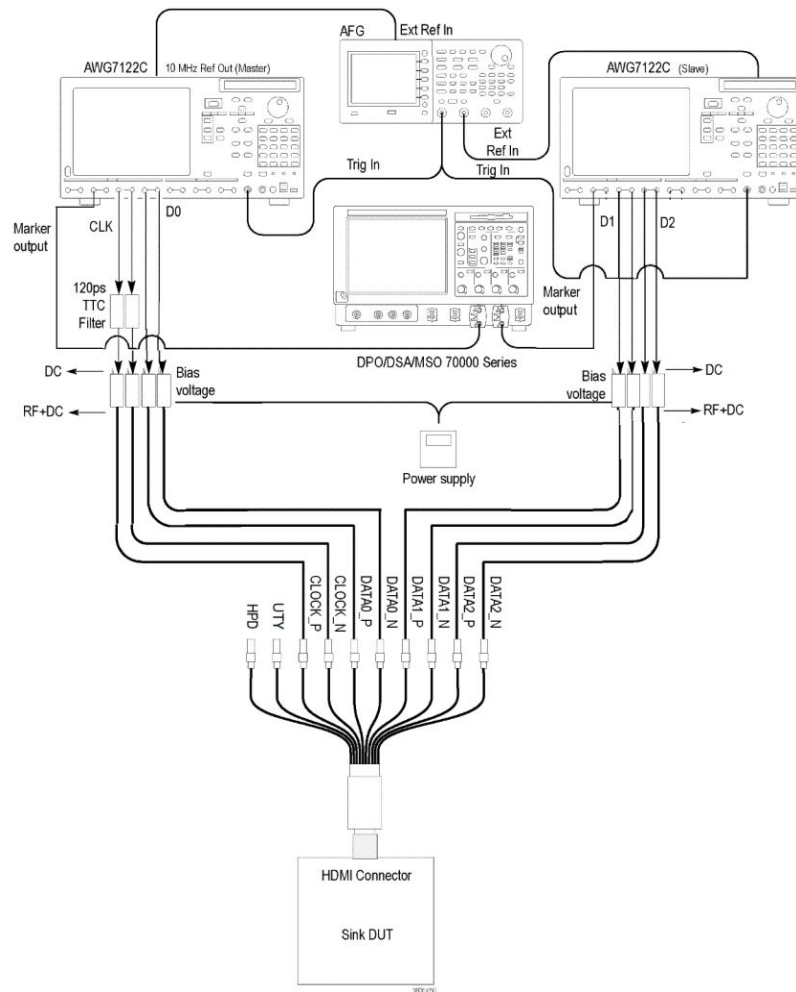 AFG
Ext Ref In
AWG7122C
10 MHz Ref Out (Master)
AWG7122C
(Slave)
Ext
Ref In
Trig In
Trig In
Marker
output
CLK
D0
D1
D2
120ps
TTC
Filter
Marker
output
DPO/DSA/MSO 70000 Series
DC
Bias
voltage
Bias
voltage
DC
RF+DC
RF+DC
Power supply
HPD
UTY
CLOCK_P
CLOCK_N
DATA0_P
DATA0_N
DATA1_P
DATA1_N
DATA2_P
DATA2_N
HDMI Connector
Sink DUT